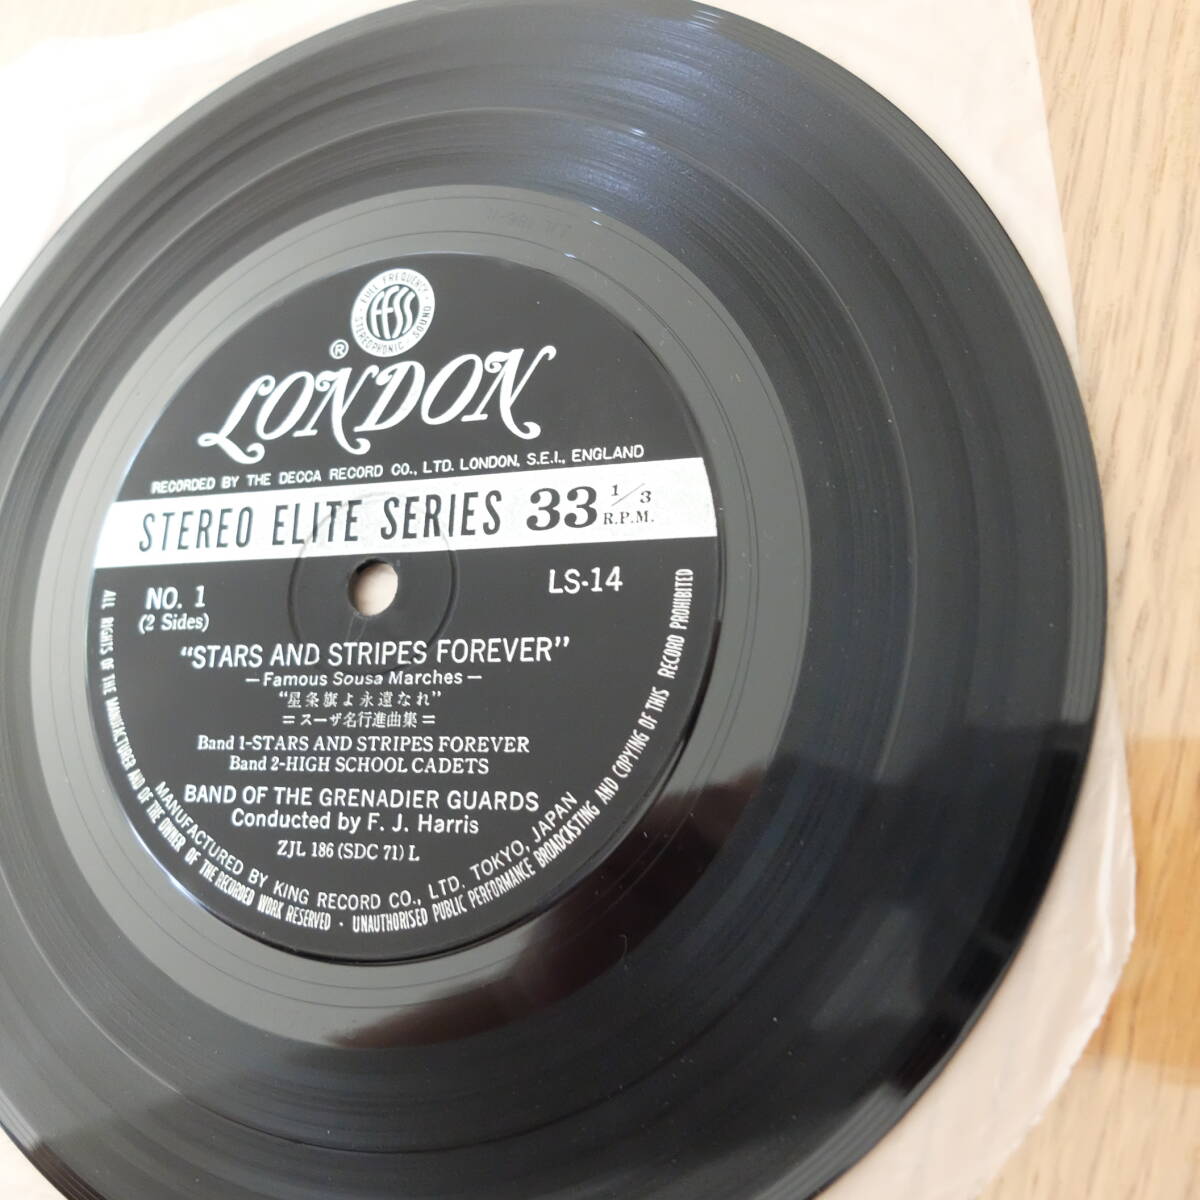 FULL FREQUENCY · STEREOPHONIC · SOUND
FFSS
®
LONDON
RECORDED BY THE DECCA RECORD CO., LTD. LONDON, S.E.I., ENGLAND
STEREO ELITE SERIES 33 1/3 R.P.M.
NO. 1
(2 Sides)
LS-14
"STARS AND STRIPES FOREVER"
—Famous Sousa Marches—
"星条旗よ永遠なれ"
=スーザ名行進曲集=
Band 1-STARS AND STRIPES FOREVER
Band 2-HIGH SCHOOL CADETS
BAND OF THE GRENADIER GUARDS
Conducted by F. J. Harris
ZJL 186 (SDC 71) L
MANUFACTURED BY KING RECORD CO., LTD. TOKYO, JAPAN
ALL RIGHTS OF THE MANUFACTURER AND OF THE OWNER OF THE RECORDED WORK RESERVED · UNAUTHORISED PUBLIC PERFORMANCE BROADCASTING AND COPYING OF THIS RECORD PROHIBITED